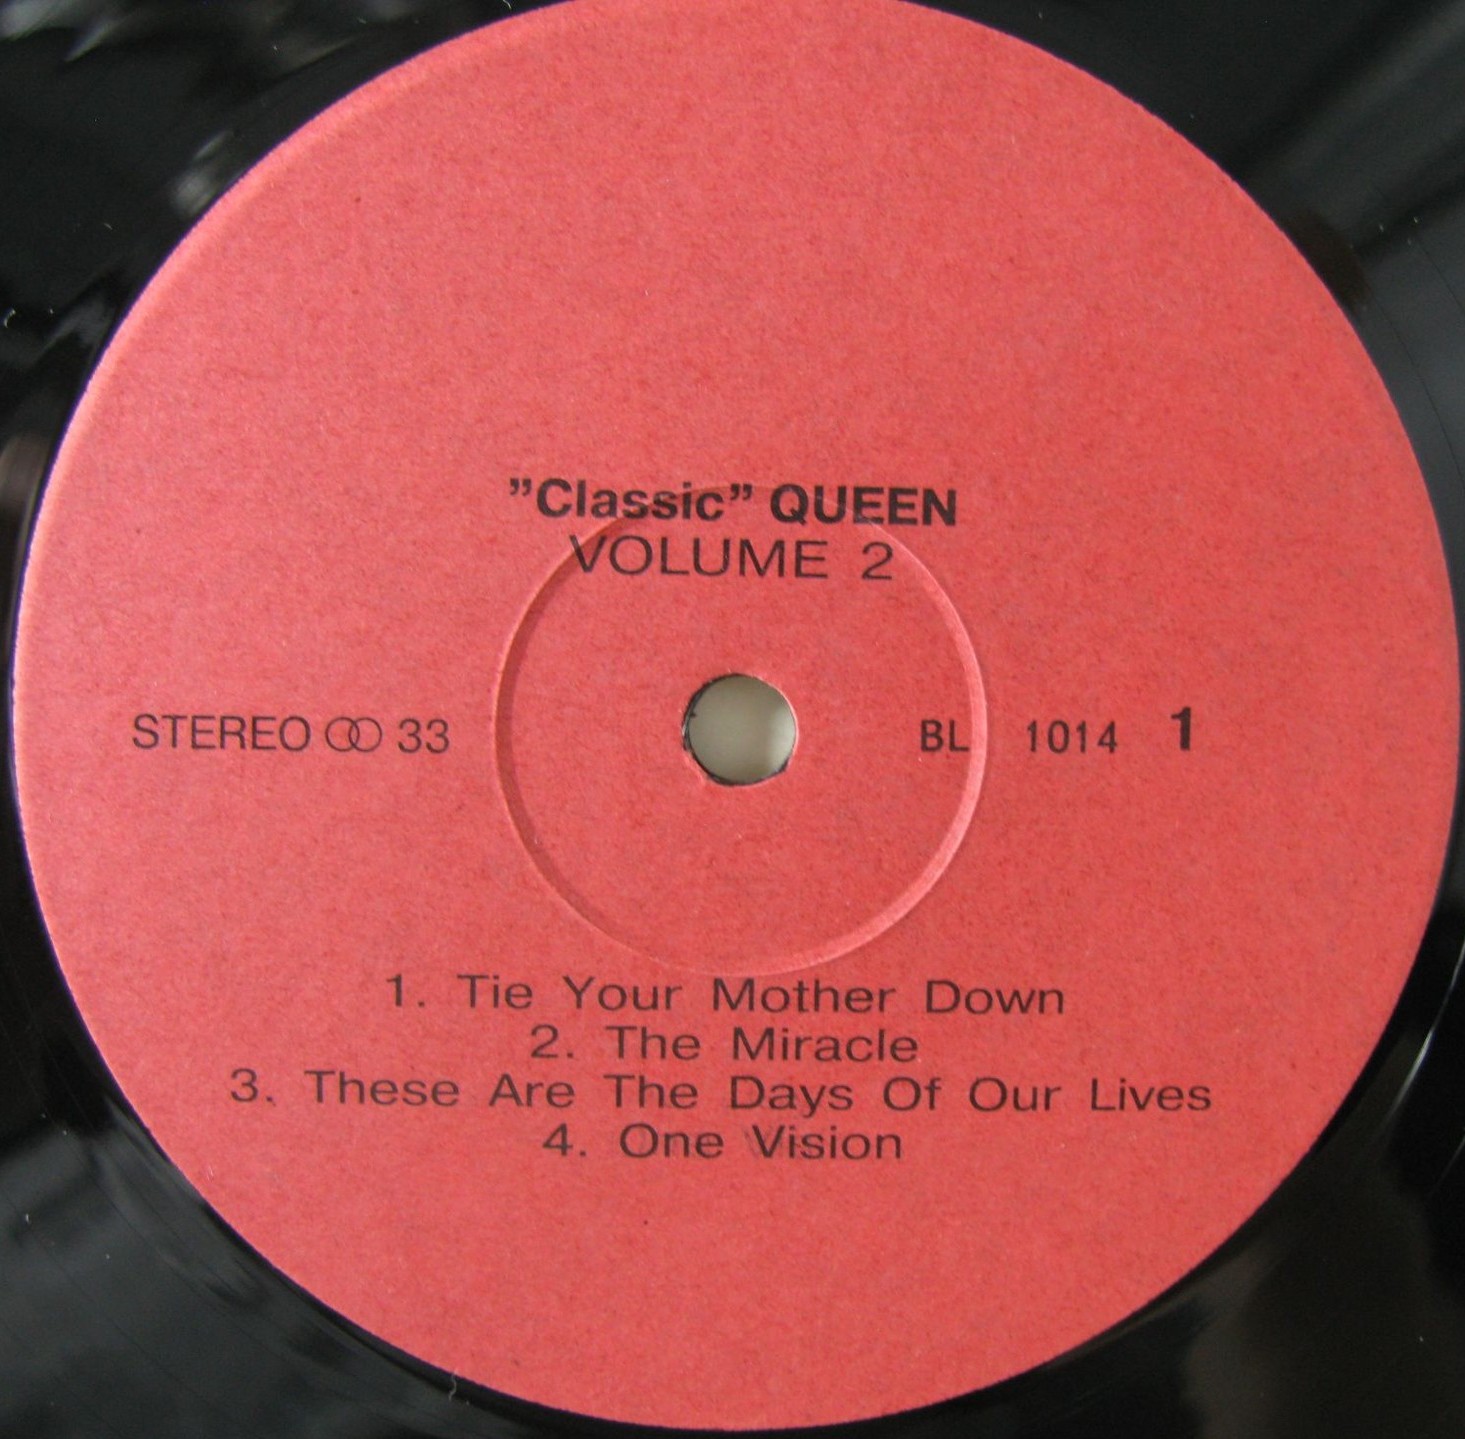 ”Classic” QUEEN
VOLUME 2
STEREO 33 BL 1014 1
1. Tie Your Mother Down
2. The Miracle
3. These Are The Days Of Our Lives
4. One Vision